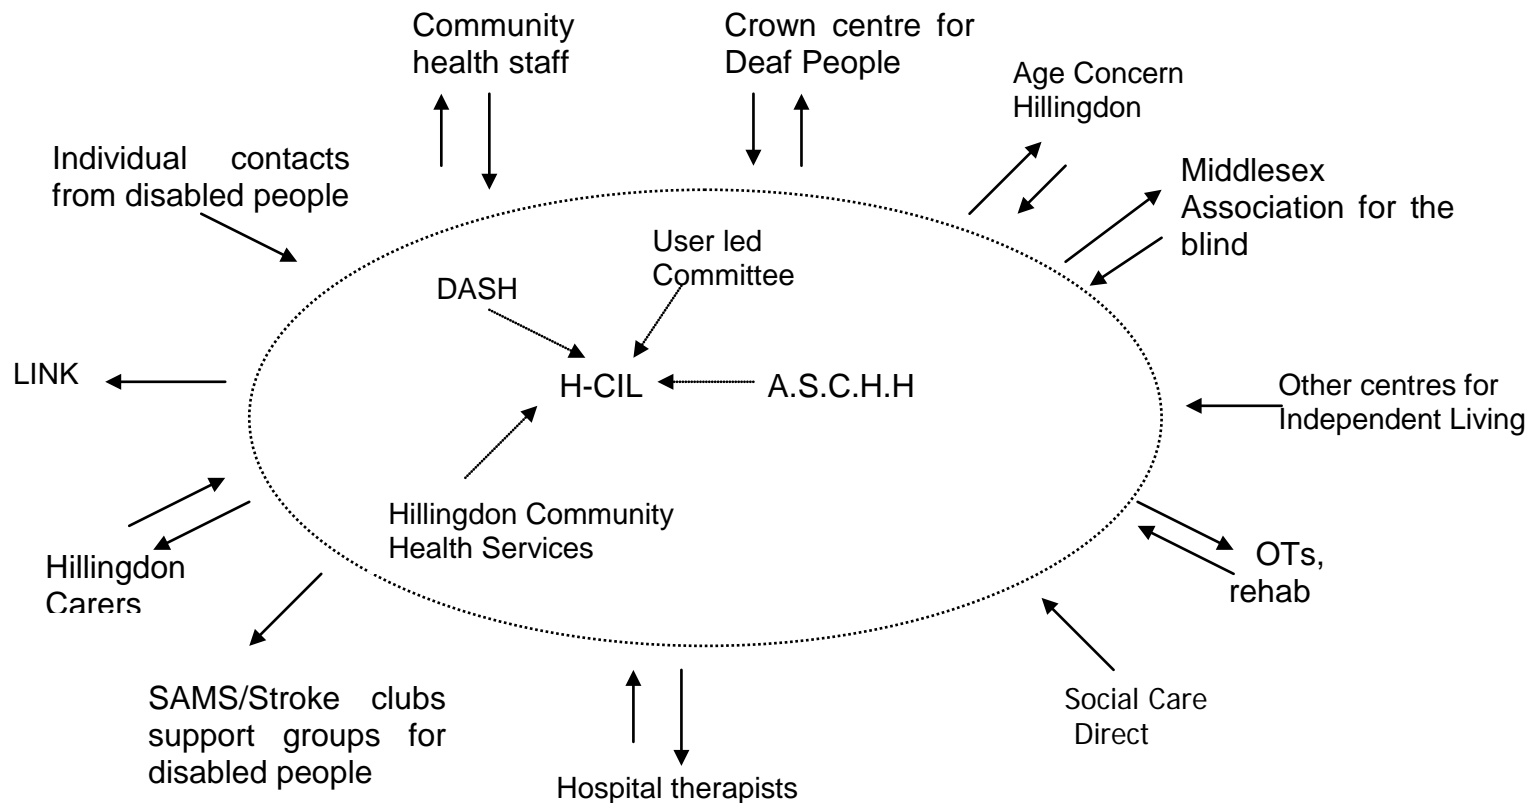 Community
health staff
Crown centre for
Deaf People
Age Concern
Hillingdon
Individual contacts
from disabled people
Middlesex
Association for the
blind
User led
Committee
DASH
LINK
H-CIL
A.S.C.H.H
Other centres for
Independent Living
Hillingdon Community
Health Services
Hillingdon
Carers
OTs,
rehab
SAMS/Stroke clubs
support groups for
disabled people
Social Care
Direct
Hospital therapists